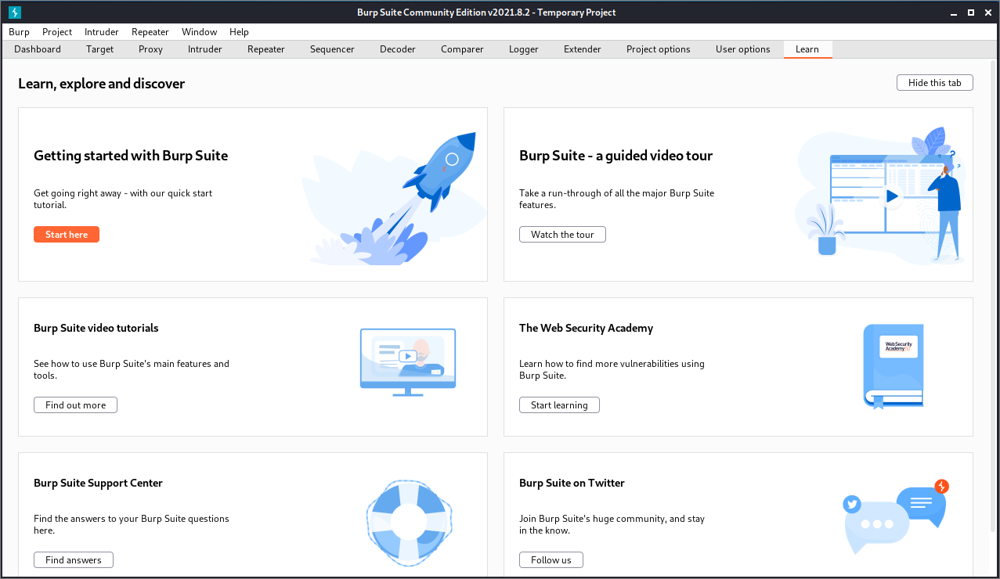 Burp Suite Community Edition v2021.8.2 - Temporary Project
Burp Project Intruder Repeater Window Help
Dashboard Target Proxy Intruder Repeater Sequencer Decoder Comparer Logger Extender Project options User options Learn
Learn, explore and discover
Hide this tab
Getting started with Burp Suite
Get going right away - with our quick start
tutorial.
Start here
Burp Suite - a guided video tour
Take a run-through of all the major Burp Suite
features.
Watch the tour
? ? ?
Burp Suite video tutorials
See how to use Burp Suite's main features and
tools.
Find out more
The Web Security Academy
Learn how to find more vulnerabilities using
Burp Suite.
Start learning
Web Security
Academy
Burp Suite Support Center
Find the answers to your Burp Suite questions
here.
Find answers
Burp Suite on Twitter
Join Burp Suite's huge community, and stay
in the know.
Follow us